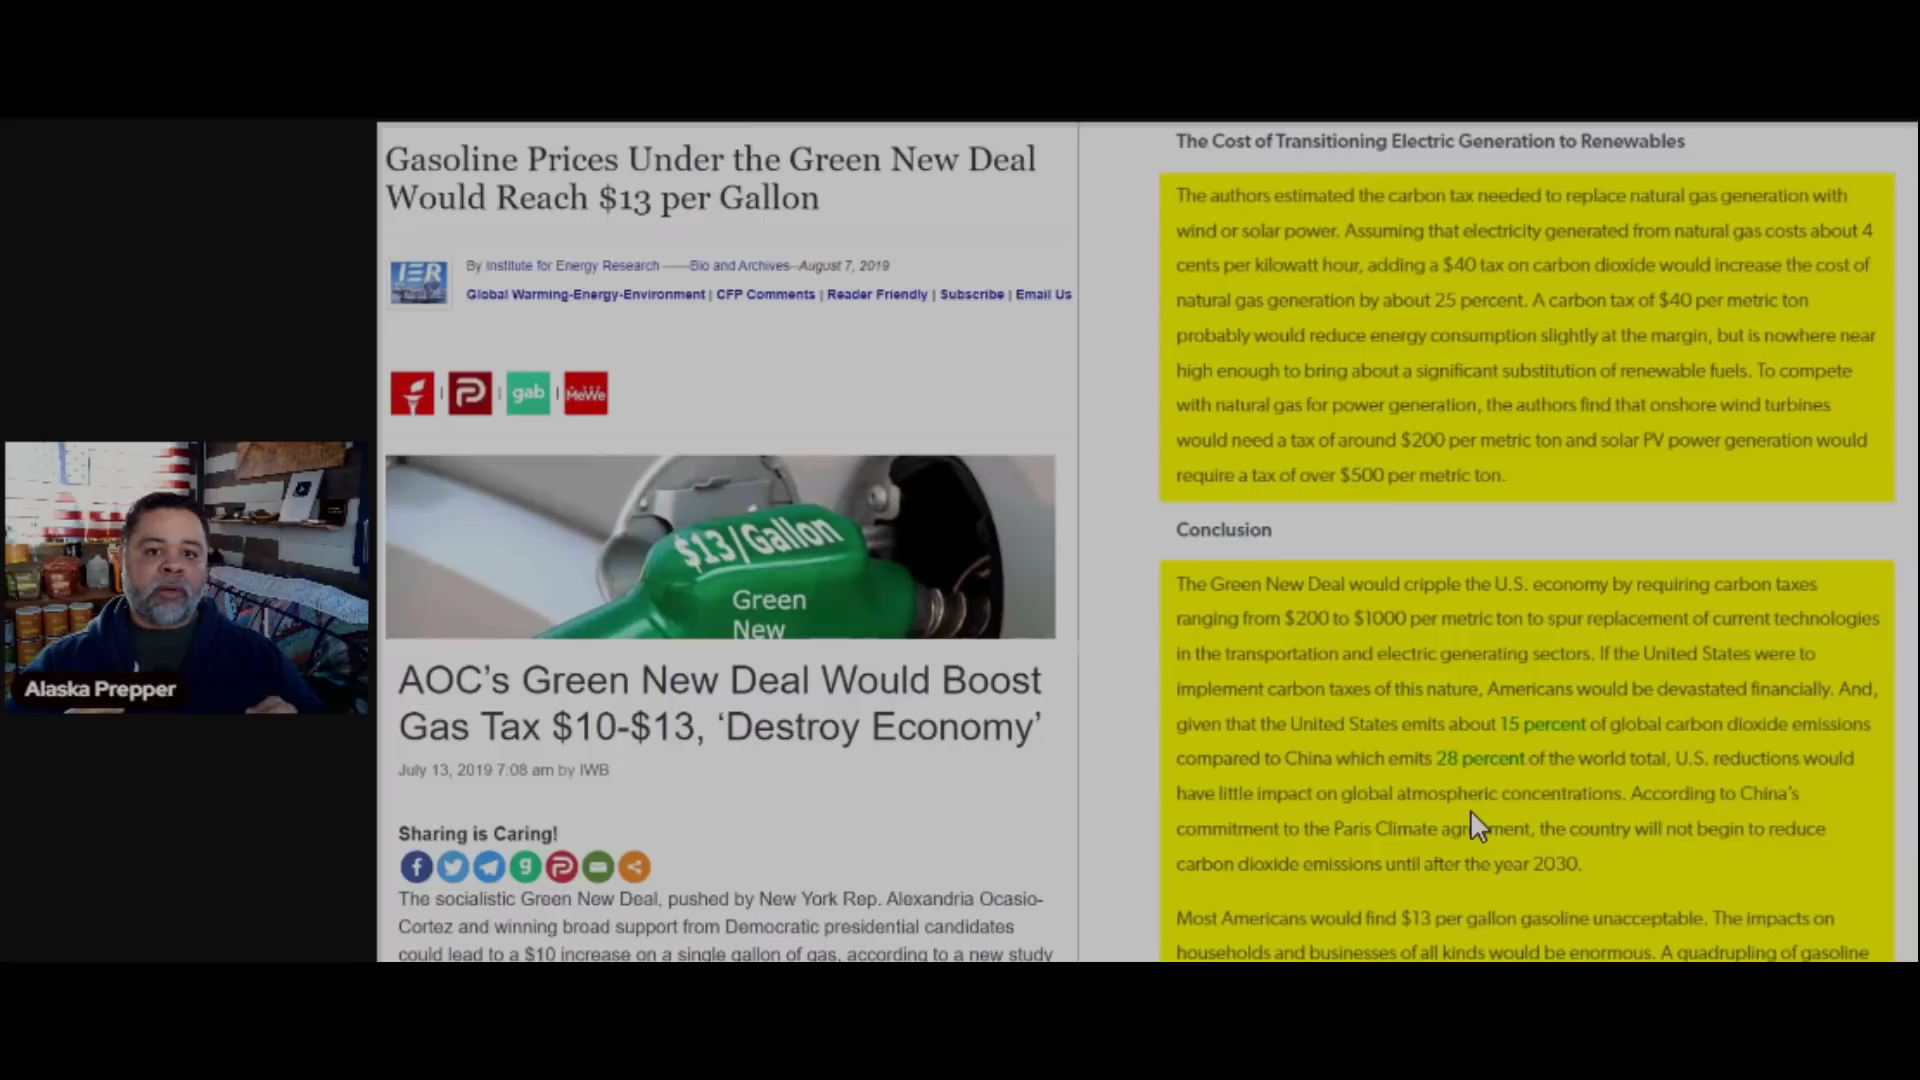 Gasoline Prices Under the Green New Deal
Would Reach $13 per Gallon
IER
By Institute for Energy Research ——Bio and Archives--August 7, 2019
Global Warming-Energy-Environment | CFP Comments | Reader Friendly | Subscribe | Email Us
| P | gab | MeWe
$13/Gallon
Green
New
AOC’s Green New Deal Would Boost
Gas Tax $10-$13, ‘Destroy Economy’
July 13, 2019 7:08 am by IWB
Sharing is Caring!
The socialistic Green New Deal, pushed by New York Rep. Alexandria Ocasio-
Cortez and winning broad support from Democratic presidential candidates
could lead to a $10 increase on a single gallon of gas, according to a new study
Alaska Prepper
The Cost of Transitioning Electric Generation to Renewables
The authors estimated the carbon tax needed to replace natural gas generation with
wind or solar power. Assuming that electricity generated from natural gas costs about 4
cents per kilowatt hour, adding a $40 tax on carbon dioxide would increase the cost of
natural gas generation by about 25 percent. A carbon tax of $40 per metric ton
probably would reduce energy consumption slightly at the margin, but is nowhere near
high enough to bring about a significant substitution of renewable fuels. To compete
with natural gas for power generation, the authors find that onshore wind turbines
would need a tax of around $200 per metric ton and solar PV power generation would
require a tax of over $500 per metric ton.
Conclusion
The Green New Deal would cripple the U.S. economy by requiring carbon taxes
ranging from $200 to $1000 per metric ton to spur replacement of current technologies
in the transportation and electric generating sectors. If the United States were to
implement carbon taxes of this nature, Americans would be devastated financially. And,
given that the United States emits about 15 percent of global carbon dioxide emissions
compared to China which emits 28 percent of the world total, U.S. reductions would
have little impact on global atmospheric concentrations. According to China’s
commitment to the Paris Climate agreement, the country will not begin to reduce
carbon dioxide emissions until after the year 2030.
Most Americans would find $13 per gallon gasoline unacceptable. The impacts on
households and businesses of all kinds would be enormous. A quadrupling of gasoline